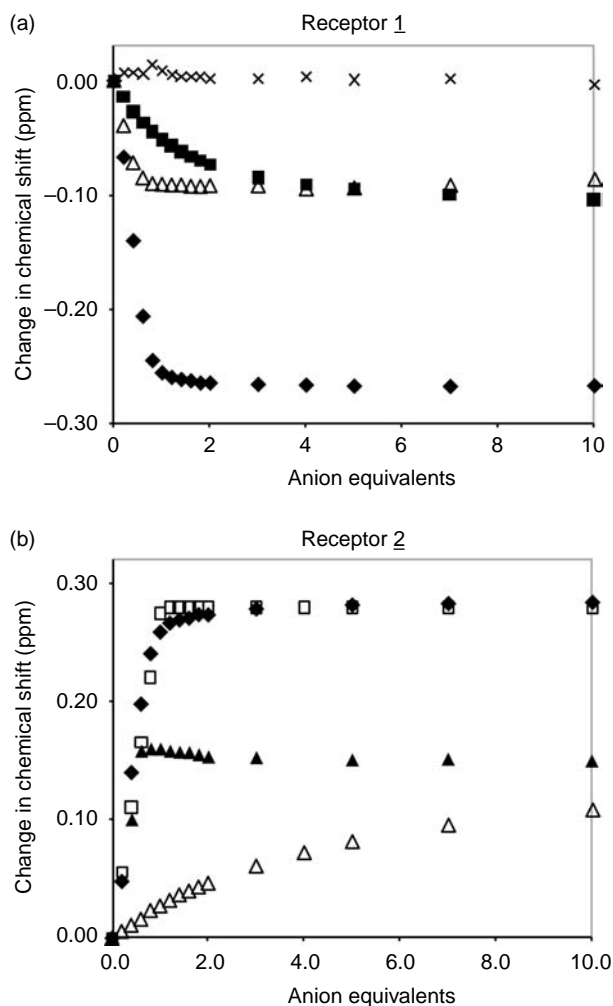 (a)
Receptor 1
0.00
–0.10
–0.20
–0.30
Change in chemical shift (ppm)
0 2 4 6 8 10
Anion equivalents
(b)
Receptor 2
0.30
0.20
0.10
0.00
Change in chemical shift (ppm)
0.0 2.0 4.0 6.0 8.0 10.0
Anion equivalents